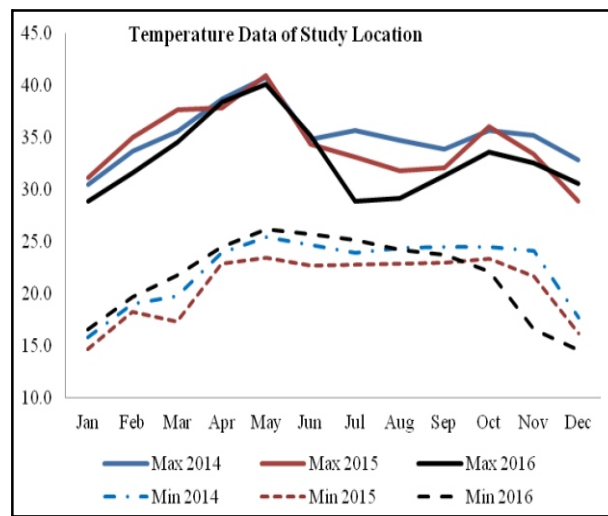 Temperature Data of Study Location
45.0
40.0
35.0
30.0
25.0
20.0
15.0
10.0
Jan Feb Mar Apr May Jun Jul Aug Sep Oct Nov Dec
Max 2014 Max 2015 Max 2016
Min 2014 Min 2015 Min 2016